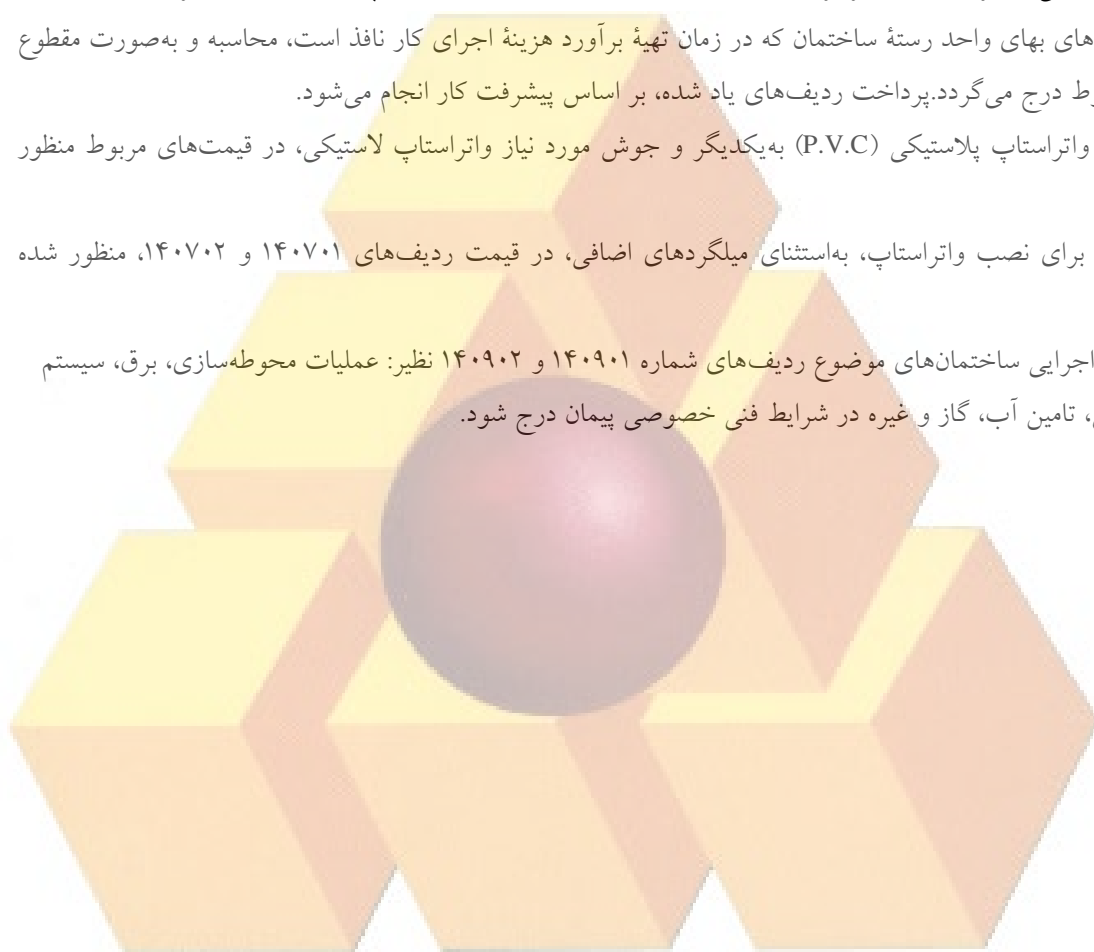 های بهای واحد رستهٔ ساختمان که در زمان تهیهٔ برآورد هزینهٔ اجرای کار نافذ است، محاسبه و به‌صورت مقطوع
درج می‌گردد.پرداخت ردیف‌های یاد شده، بر اساس پیشرفت کار انجام می‌شود.
واتراستاپ پلاستیکی (P.V.C) به‌یکدیگر و جوش مورد نیاز واتراستاپ لاستیکی، در قیمت‌های مربوط منظور
برای نصب واتراستاپ، به‌استثنای میلگردهای اضافی، در قیمت ردیف‌های ۱۴۰۷۰۱ و ۱۴۰۷۰۲، منظور شده
اجرایی ساختمان‌های موضوع ردیف‌های شماره ۱۴۰۹۰۱ و ۱۴۰۹۰۲ نظیر: عملیات محوطه‌سازی، برق، سیستم
، تامین آب، گاز و غیره در شرایط فنی خصوصی پیمان درج شود.